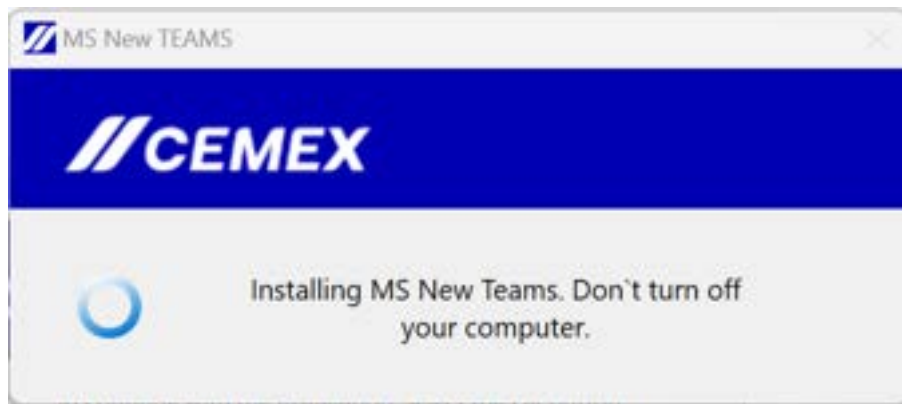 MS New TEAMS
CEMEX
Installing MS New Teams. Don`t turn off
your computer.